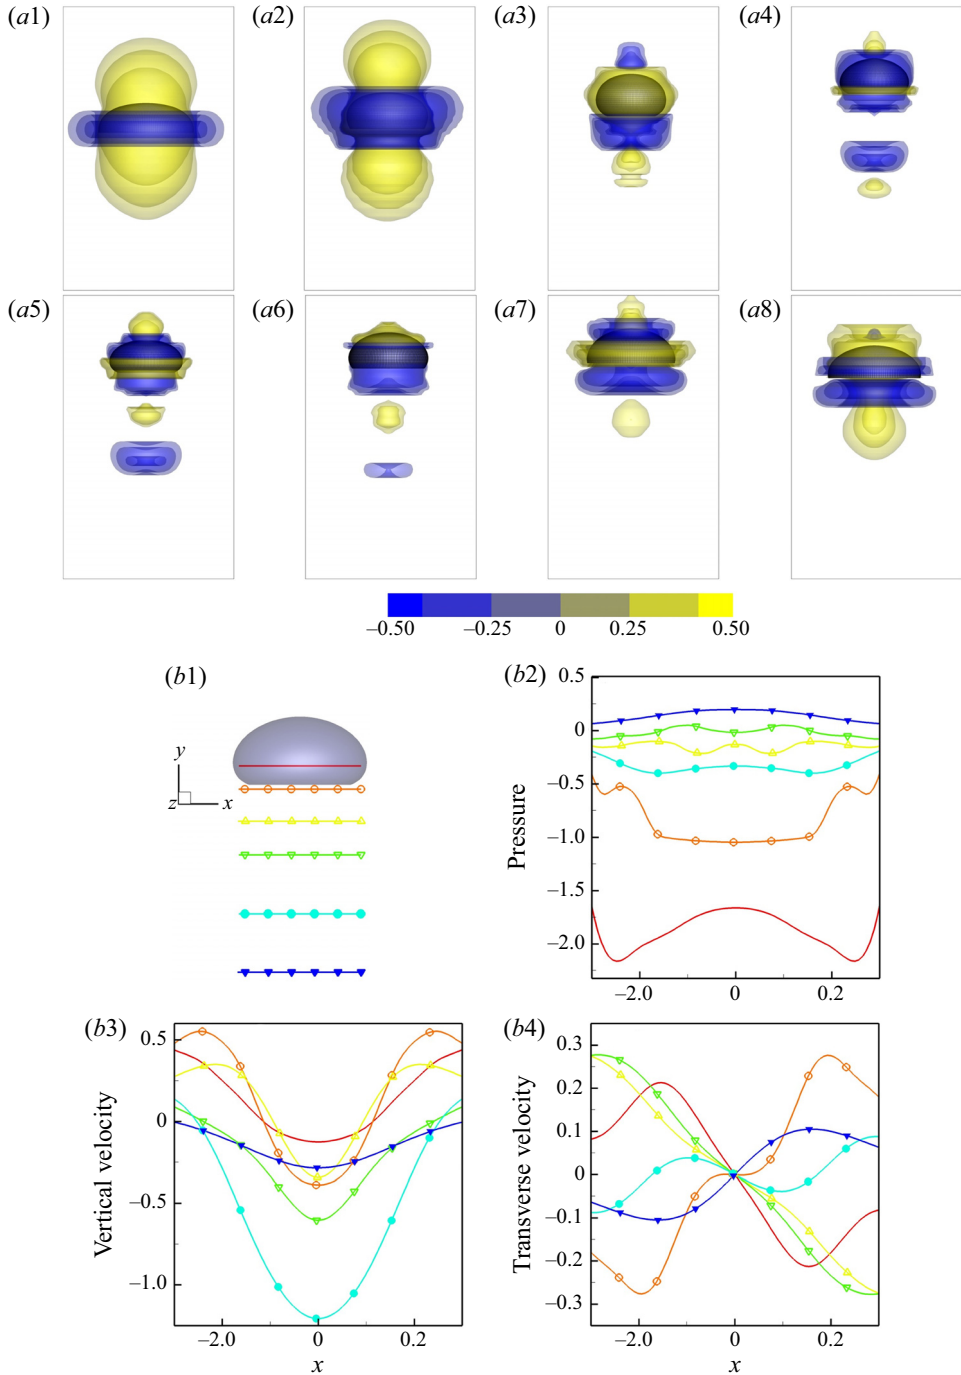 (a1) (a2) (a3) (a4)
(a5) (a6) (a7) (a8)
–0.50 –0.25 0 0.25 0.50
(b1)
y
z x
(b2)
0.5
0
–0.5
–1.0
–1.5
–2.0
Pressure
–2.0 0 0.2
(b3)
0.5
0
–0.5
–1.0
Vertical velocity
–2.0 0 0.2
x
(b4)
0.3
0.2
0.1
0
–0.1
–0.2
–0.3
Transverse velocity
–2.0 0 0.2
x